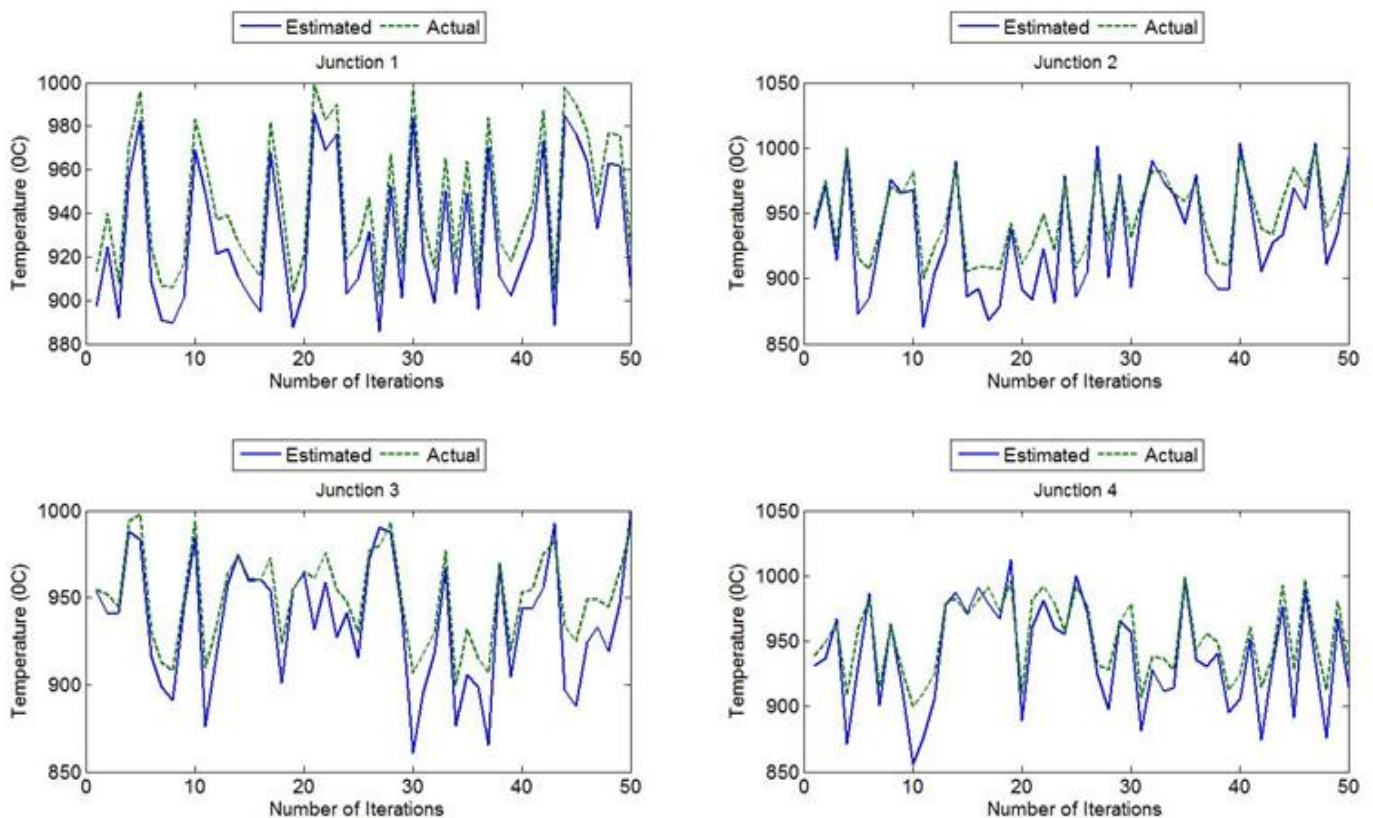 Estimated Actual
Junction 1
1000
980
960
940
920
900
880
Temperature (0C)
0 10 20 30 40 50
Number of Iterations
Estimated Actual
Junction 2
1050
1000
950
900
850
Temperature (0C)
0 10 20 30 40 50
Number of Iterations
Estimated Actual
Junction 3
1000
950
900
850
Temperature (0C)
0 10 20 30 40 50
Number of Iterations
Estimated Actual
Junction 4
1050
1000
950
900
850
Temperature (0C)
0 10 20 30 40 50
Number of Iterations